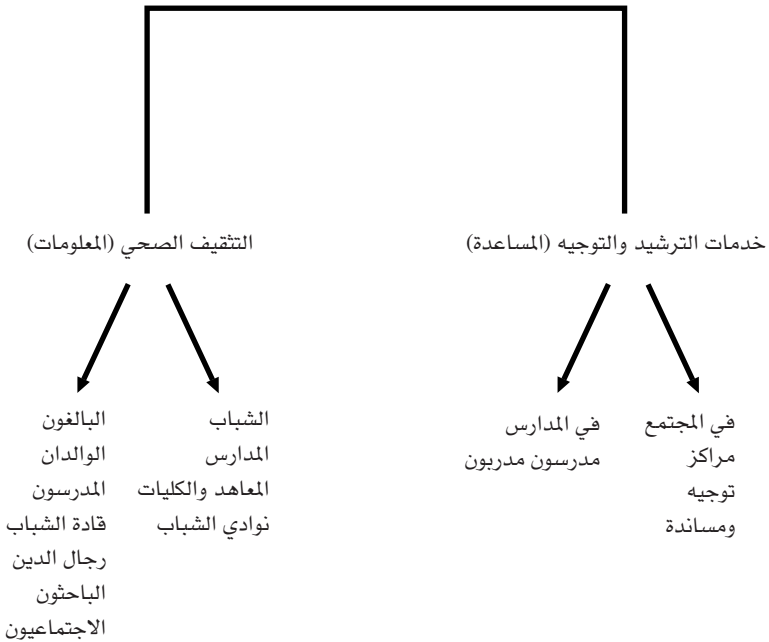 خدمات الترشيد والتوجيه (المساعدة)
التثقيف الصحي (المعلومات)
في المجتمع
مراكز
توجيه
ومساندة
في المدارس
مدرسون مدربون
الشباب
المدارس
المعاهد والكليات
نوادي الشباب
البالغون
الوالدان
المدرسون
قادة الشباب
رجال الدين
الباحثون
الاجتماعيون